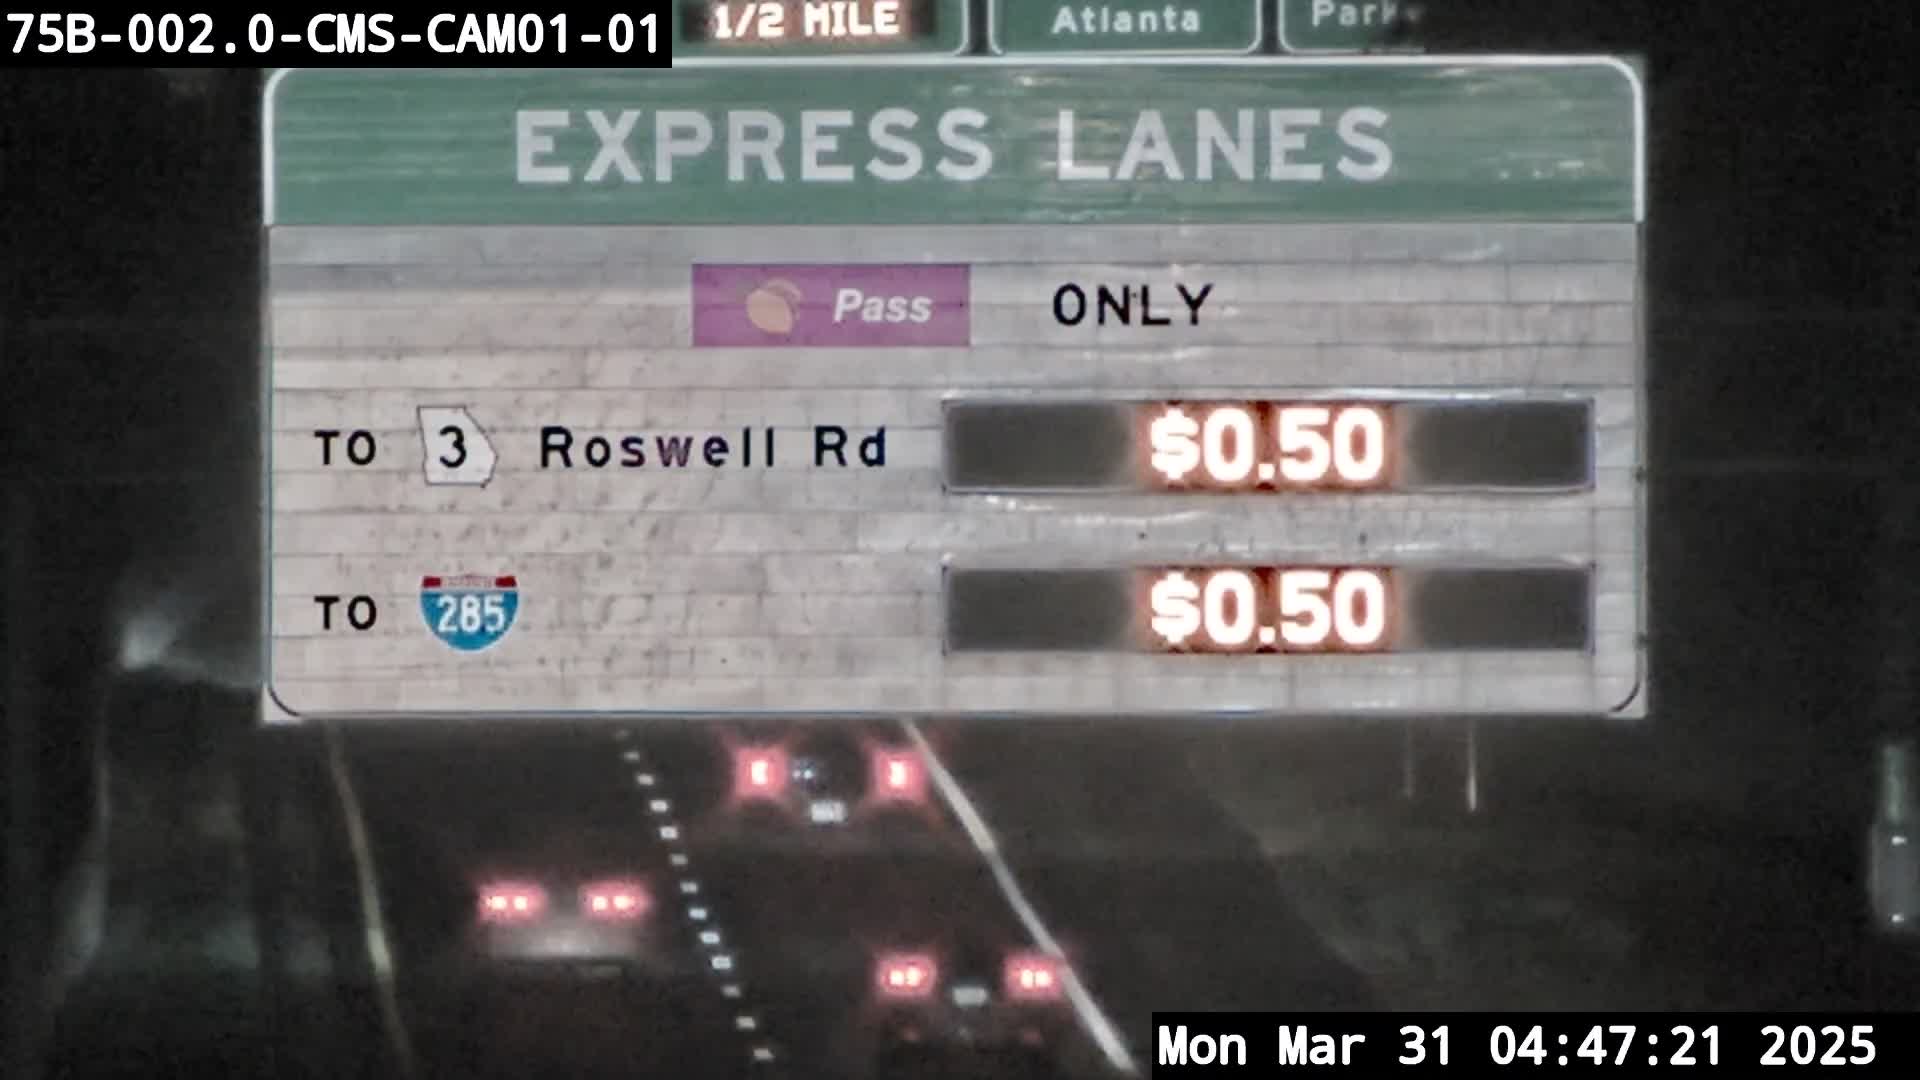 75B-002.0-CMS-CAM01-01
1/2 MILE
Atlanta
EXPRESS LANES
Pass ONLY
TO 3 Roswell Rd $0.50
TO 285 $0.50
Mon Mar 31 04:47:21 2025